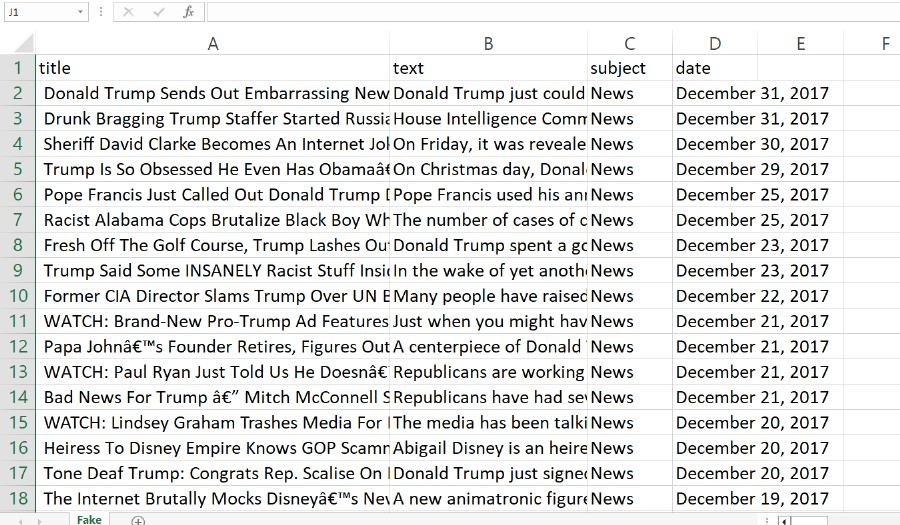 J1 fx
A B C D E F
1 title text subject date
2 Donald Trump Sends Out Embarrassing New Donald Trump just could News December 31, 2017
3 Drunk Bragging Trump Staffer Started Russia House Intelligence Comm News December 31, 2017
4 Sheriff David Clarke Becomes An Internet Jok On Friday, it was reveale News December 30, 2017
5 Trump Is So Obsessed He Even Has Obamaâ€ On Christmas day, Donal News December 29, 2017
6 Pope Francis Just Called Out Donald Trump Pope Francis used his ann News December 25, 2017
7 Racist Alabama Cops Brutalize Black Boy Wh The number of cases of c News December 25, 2017
8 Fresh Off The Golf Course, Trump Lashes Out Donald Trump spent a go News December 23, 2017
9 Trump Said Some INSANELY Racist Stuff Insid In the wake of yet anoth News December 23, 2017
10 Former CIA Director Slams Trump Over UN B Many people have raised News December 22, 2017
11 WATCH: Brand-New Pro-Trump Ad Features Just when you might hav News December 21, 2017
12 Papa Johnâ€™s Founder Retires, Figures Out A centerpiece of Donald News December 21, 2017
13 WATCH: Paul Ryan Just Told Us He Doesnâ€ Republicans are working News December 21, 2017
14 Bad News For Trump â€” Mitch McConnell S Republicans have had sev News December 21, 2017
15 WATCH: Lindsey Graham Trashes Media For The media has been talki News December 20, 2017
16 Heiress To Disney Empire Knows GOP Scamm Abigail Disney is an heire News December 20, 2017
17 Tone Deaf Trump: Congrats Rep. Scalise On Donald Trump just signe News December 20, 2017
18 The Internet Brutally Mocks Disneyâ€™s New A new animatronic figure News December 19, 2017
Fake